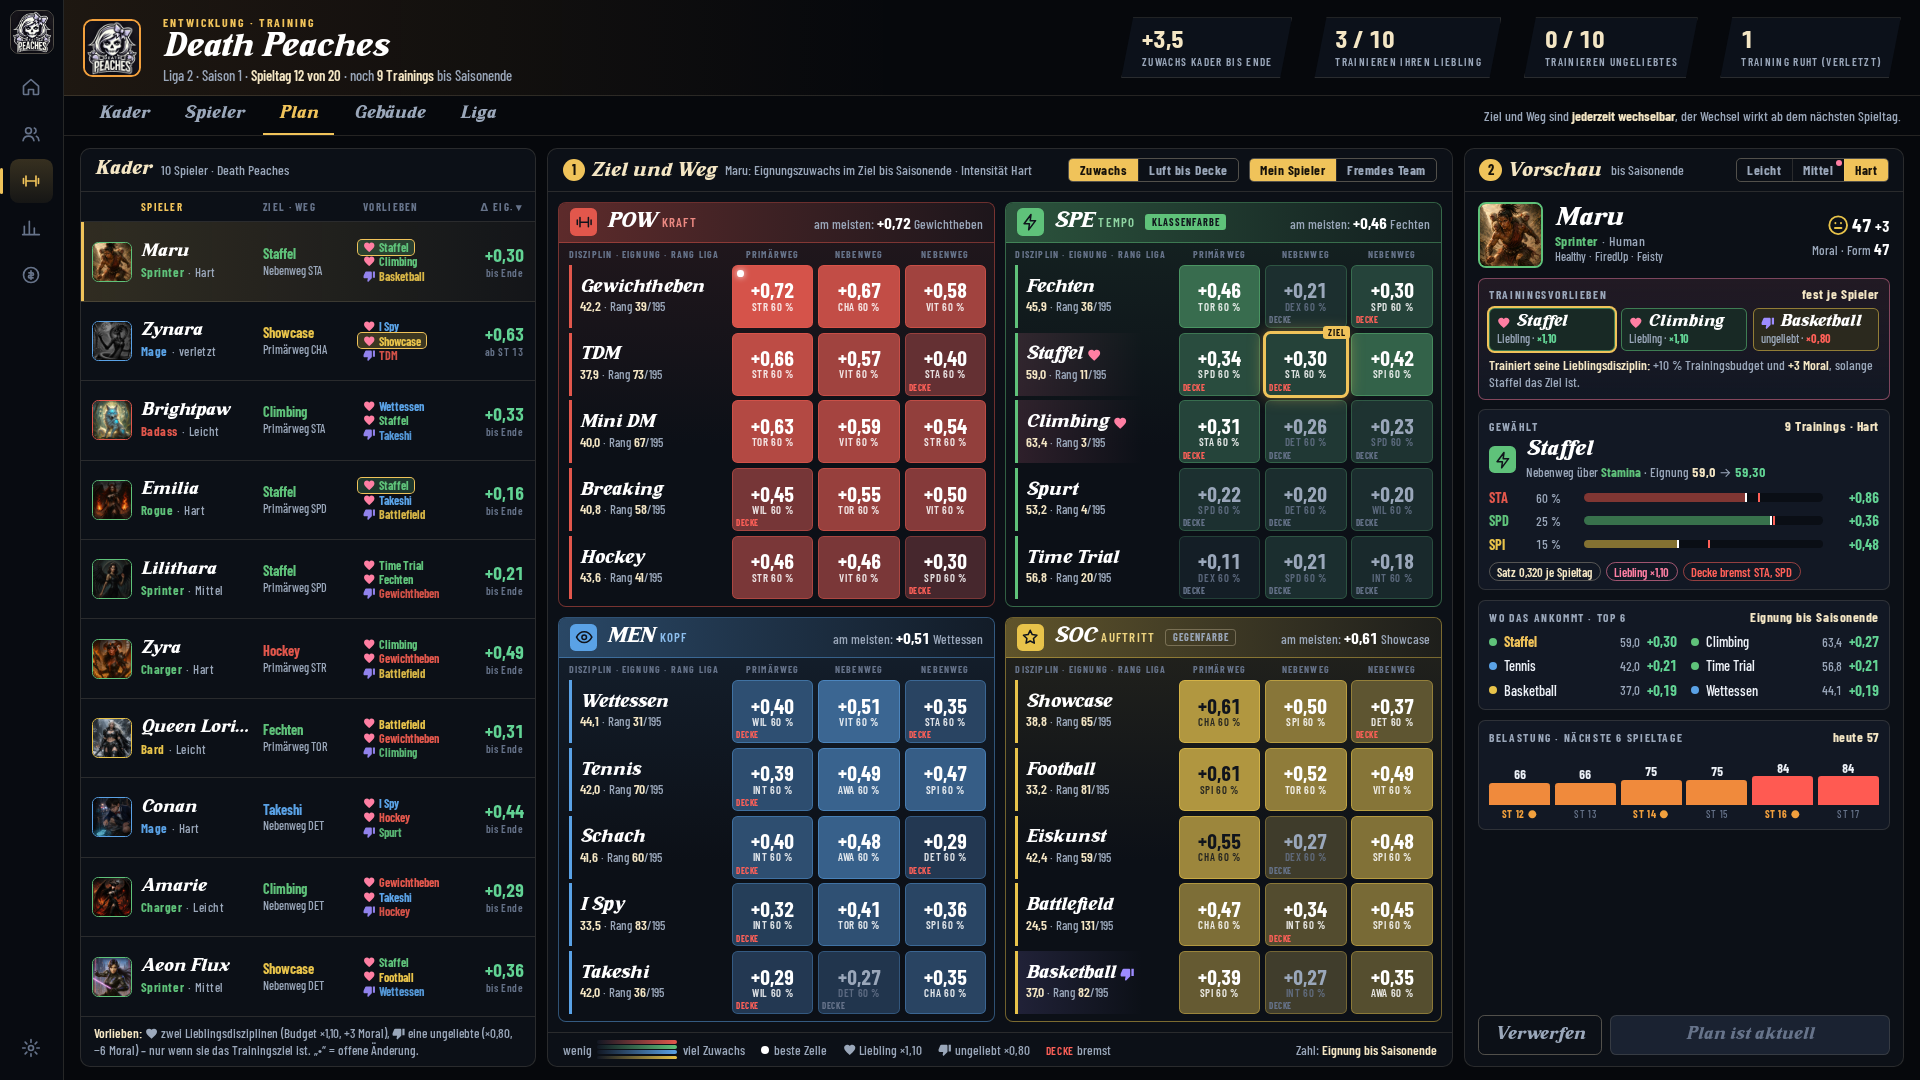 ENTWICKLUNG · TRAINING
Death Peaches
Liga 2 · Saison 1 · Spieltag 12 von 20 · noch 9 Trainings bis Saisonende
+3,5
ZUWACHS KADER BIS ENDE
3 / 10
TRAINIEREN IHREN LIEBLING
0 / 10
TRAINIEREN UNGELIEBTES
1
TRAINING RUHT (VERLETZT)
PEACHES
PEACHES
Kader Spieler Plan Gebäude Liga
Ziel und Weg sind jederzeit wechselbar, der Wechsel wirkt ab dem nächsten Spieltag.
Kader 10 Spieler · Death Peaches
SPIELER ZIEL · WEG VORLIEBEN Δ EIG. ▼
Maru
Sprinter · Hart
Staffel
Nebenweg STA
Staffel
Climbing
Basketball
+0,30
bis Ende
Zynara
Mage · verletzt
Showcase
Primärweg CHA
I Spy
Showcase
TDM
+0,63
ab ST 13
Brightpaw
Badass · Leicht
Climbing
Primärweg STA
Wettessen
Staffel
Takeshi
+0,33
bis Ende
Emilia
Rogue · Hart
Staffel
Primärweg SPD
Staffel
Takeshi
Battlefield
+0,16
bis Ende
Lilithara
Sprinter · Mittel
Staffel
Primärweg SPD
Time Trial
Fechten
Gewichtheben
+0,21
bis Ende
Zyra
Charger · Hart
Hockey
Primärweg STR
Climbing
Gewichtheben
Battlefield
+0,49
bis Ende
Queen Lori...
Bard · Leicht
Fechten
Primärweg TOR
Battlefield
Gewichtheben
Climbing
+0,31
bis Ende
Conan
Mage · Hart
Takeshi
Nebenweg DET
I Spy
Hockey
Spurt
+0,44
bis Ende
Amarie
Charger · Leicht
Climbing
Nebenweg DET
Gewichtheben
Takeshi
Hockey
+0,29
bis Ende
Aeon Flux
Sprinter · Mittel
Showcase
Nebenweg DET
Staffel
Football
Wettessen
+0,36
bis Ende
Vorlieben: ♥ zwei Lieblingsdisziplinen (Budget ×1,10, +3 Moral), 👎 eine ungeliebte (×0,80,
−6 Moral) – nur wenn sie das Trainingsziel ist. „•“ = offene Änderung.
1 Ziel und Weg Maru: Eignungszuwachs im Ziel bis Saisonende · Intensität Hart
Zuwachs Luft bis Decke
Mein Spieler Fremdes Team
POW KRAFT
am meisten: +0,72 Gewichtheben
DISZIPLIN · EIGNUNG · RANG LIGA PRIMÄRWEG NEBENWEG NEBENWEG
Gewichtheben
42,2 · Rang 39/195
+0,72
STR 60 %
+0,67
CHA 60 %
+0,58
VIT 60 %
TDM
37,9 · Rang 73/195
+0,66
STR 60 %
+0,57
VIT 60 %
+0,40
STA 60 %
DECKE
Mini DM
40,0 · Rang 67/195
+0,63
TOR 60 %
+0,59
VIT 60 %
+0,54
STR 60 %
Breaking
40,8 · Rang 58/195
+0,45
WIL 60 %
DECKE
+0,55
TOR 60 %
+0,50
VIT 60 %
Hockey
43,6 · Rang 41/195
+0,46
STR 60 %
+0,46
VIT 60 %
+0,30
SPD 60 %
DECKE
SPE TEMPO KLASSENFARBE
am meisten: +0,46 Fechten
DISZIPLIN · EIGNUNG · RANG LIGA PRIMÄRWEG NEBENWEG NEBENWEG
Fechten
45,9 · Rang 36/195
+0,46
TOR 60 %
+0,21
DEX 60 %
DECKE
+0,30
SPD 60 %
DECKE
Staffel
59,0 · Rang 11/195
+0,34
SPD 60 %
DECKE
ZIEL
+0,30
STA 60 %
DECKE
+0,42
SPI 60 %
Climbing
63,4 · Rang 3/195
+0,31
STA 60 %
DECKE
+0,26
DET 60 %
DECKE
+0,23
SPD 60 %
DECKE
Spurt
53,2 · Rang 4/195
+0,22
SPD 60 %
DECKE
+0,20
DET 60 %
DECKE
+0,20
WIL 60 %
DECKE
Time Trial
56,8 · Rang 20/195
+0,11
DEX 60 %
DECKE
+0,21
SPD 60 %
DECKE
+0,18
INT 60 %
DECKE
MEN KOPF
am meisten: +0,51 Wettessen
DISZIPLIN · EIGNUNG · RANG LIGA PRIMÄRWEG NEBENWEG NEBENWEG
Wettessen
44,1 · Rang 31/195
+0,40
WIL 60 %
DECKE
+0,51
VIT 60 %
+0,35
STA 60 %
DECKE
Tennis
42,0 · Rang 70/195
+0,39
INT 60 %
DECKE
+0,49
AWA 60 %
+0,47
SPI 60 %
Schach
41,6 · Rang 60/195
+0,40
INT 60 %
DECKE
+0,48
AWA 60 %
+0,29
DET 60 %
DECKE
I Spy
33,5 · Rang 83/195
+0,32
INT 60 %
DECKE
+0,41
TOR 60 %
+0,36
SPI 60 %
Takeshi
42,0 · Rang 36/195
+0,29
WIL 60 %
DECKE
+0,27
DET 60 %
DECKE
+0,35
CHA 60 %
SOC AUFTRITT GEGENFARBE
am meisten: +0,61 Showcase
DISZIPLIN · EIGNUNG · RANG LIGA PRIMÄRWEG NEBENWEG NEBENWEG
Showcase
38,8 · Rang 65/195
+0,61
CHA 60 %
+0,50
SPI 60 %
+0,37
DET 60 %
DECKE
Football
33,2 · Rang 81/195
+0,61
SPI 60 %
+0,52
TOR 60 %
+0,49
VIT 60 %
Eiskunst
42,4 · Rang 59/195
+0,55
CHA 60 %
+0,27
DEX 60 %
DECKE
+0,48
SPI 60 %
Battlefield
24,5 · Rang 131/195
+0,47
CHA 60 %
+0,34
INT 60 %
DECKE
+0,45
SPI 60 %
Basketball
37,0 · Rang 82/195
+0,39
SPI 60 %
+0,27
INT 60 %
DECKE
+0,35
AWA 60 %
wenig viel Zuwachs beste Zelle Liebling ×1,10 ungeliebt ×0,80 DECKE bremst
Zahl: Eignung bis Saisonende
2 Vorschau bis Saisonende
Leicht Mittel Hart
Maru
Sprinter · Human
Healthy · FiredUp · Feisty
47 +3
Moral · Form 47
TRAININGSVORLIEBEN fest je Spieler
Staffel
Liebling · ×1,10
Climbing
Liebling · ×1,10
Basketball
ungeliebt · ×0,80
Trainiert seine Lieblingsdisziplin: +10 % Trainingsbudget und +3 Moral, solange
Staffel das Ziel ist.
GEWÄHLT 9 Trainings · Hart
Staffel
Nebenweg über Stamina · Eignung 59,0 → 59,30
STA 60 % +0,86
SPD 25 % +0,36
SPI 15 % +0,48
Satz 0,320 je Spieltag Liebling ×1,10 Decke bremst STA, SPD
WO DAS ANKOMMT · TOP 6 Eignung bis Saisonende
Staffel 59,0 +0,30 Climbing 63,4 +0,27
Tennis 42,0 +0,21 Time Trial 56,8 +0,21
Basketball 37,0 +0,19 Wettessen 44,1 +0,19
BELASTUNG · NÄCHSTE 6 SPIELTAGE heute 57
66 66 75 75 84 84
ST 12 ST 13 ST 14 ST 15 ST 16 ST 17
Verwerfen Plan ist aktuell